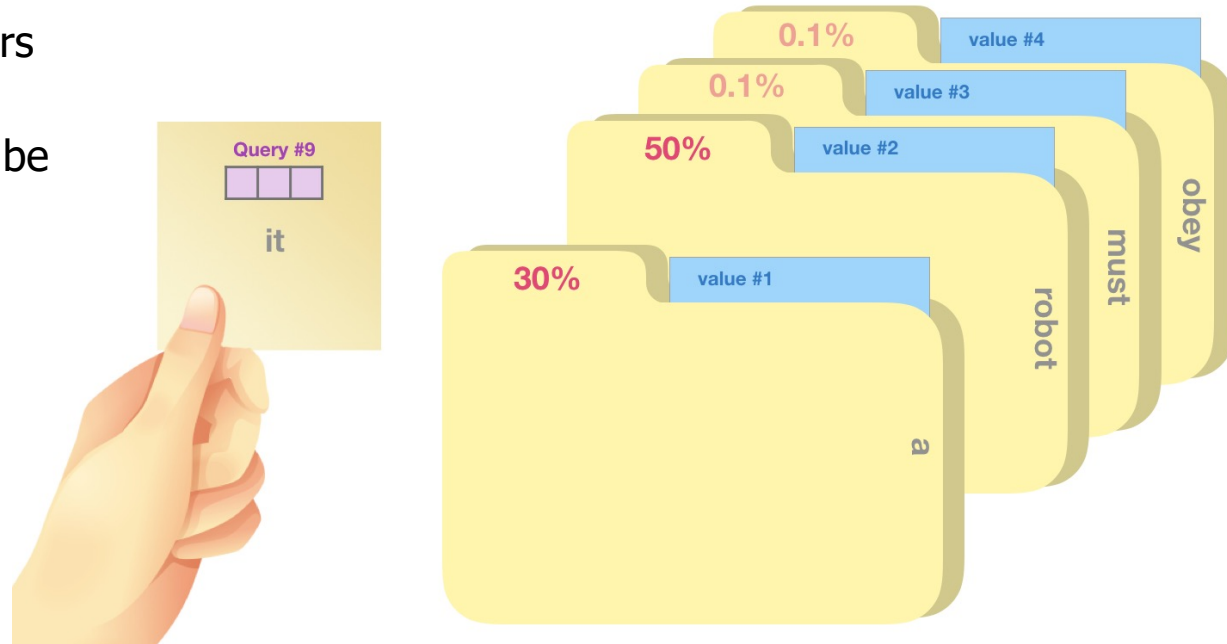 rs
be
Query #9
it
0.1%
value #4
0.1%
value #3
50%
value #2
30%
value #1
obey
must
robot
a